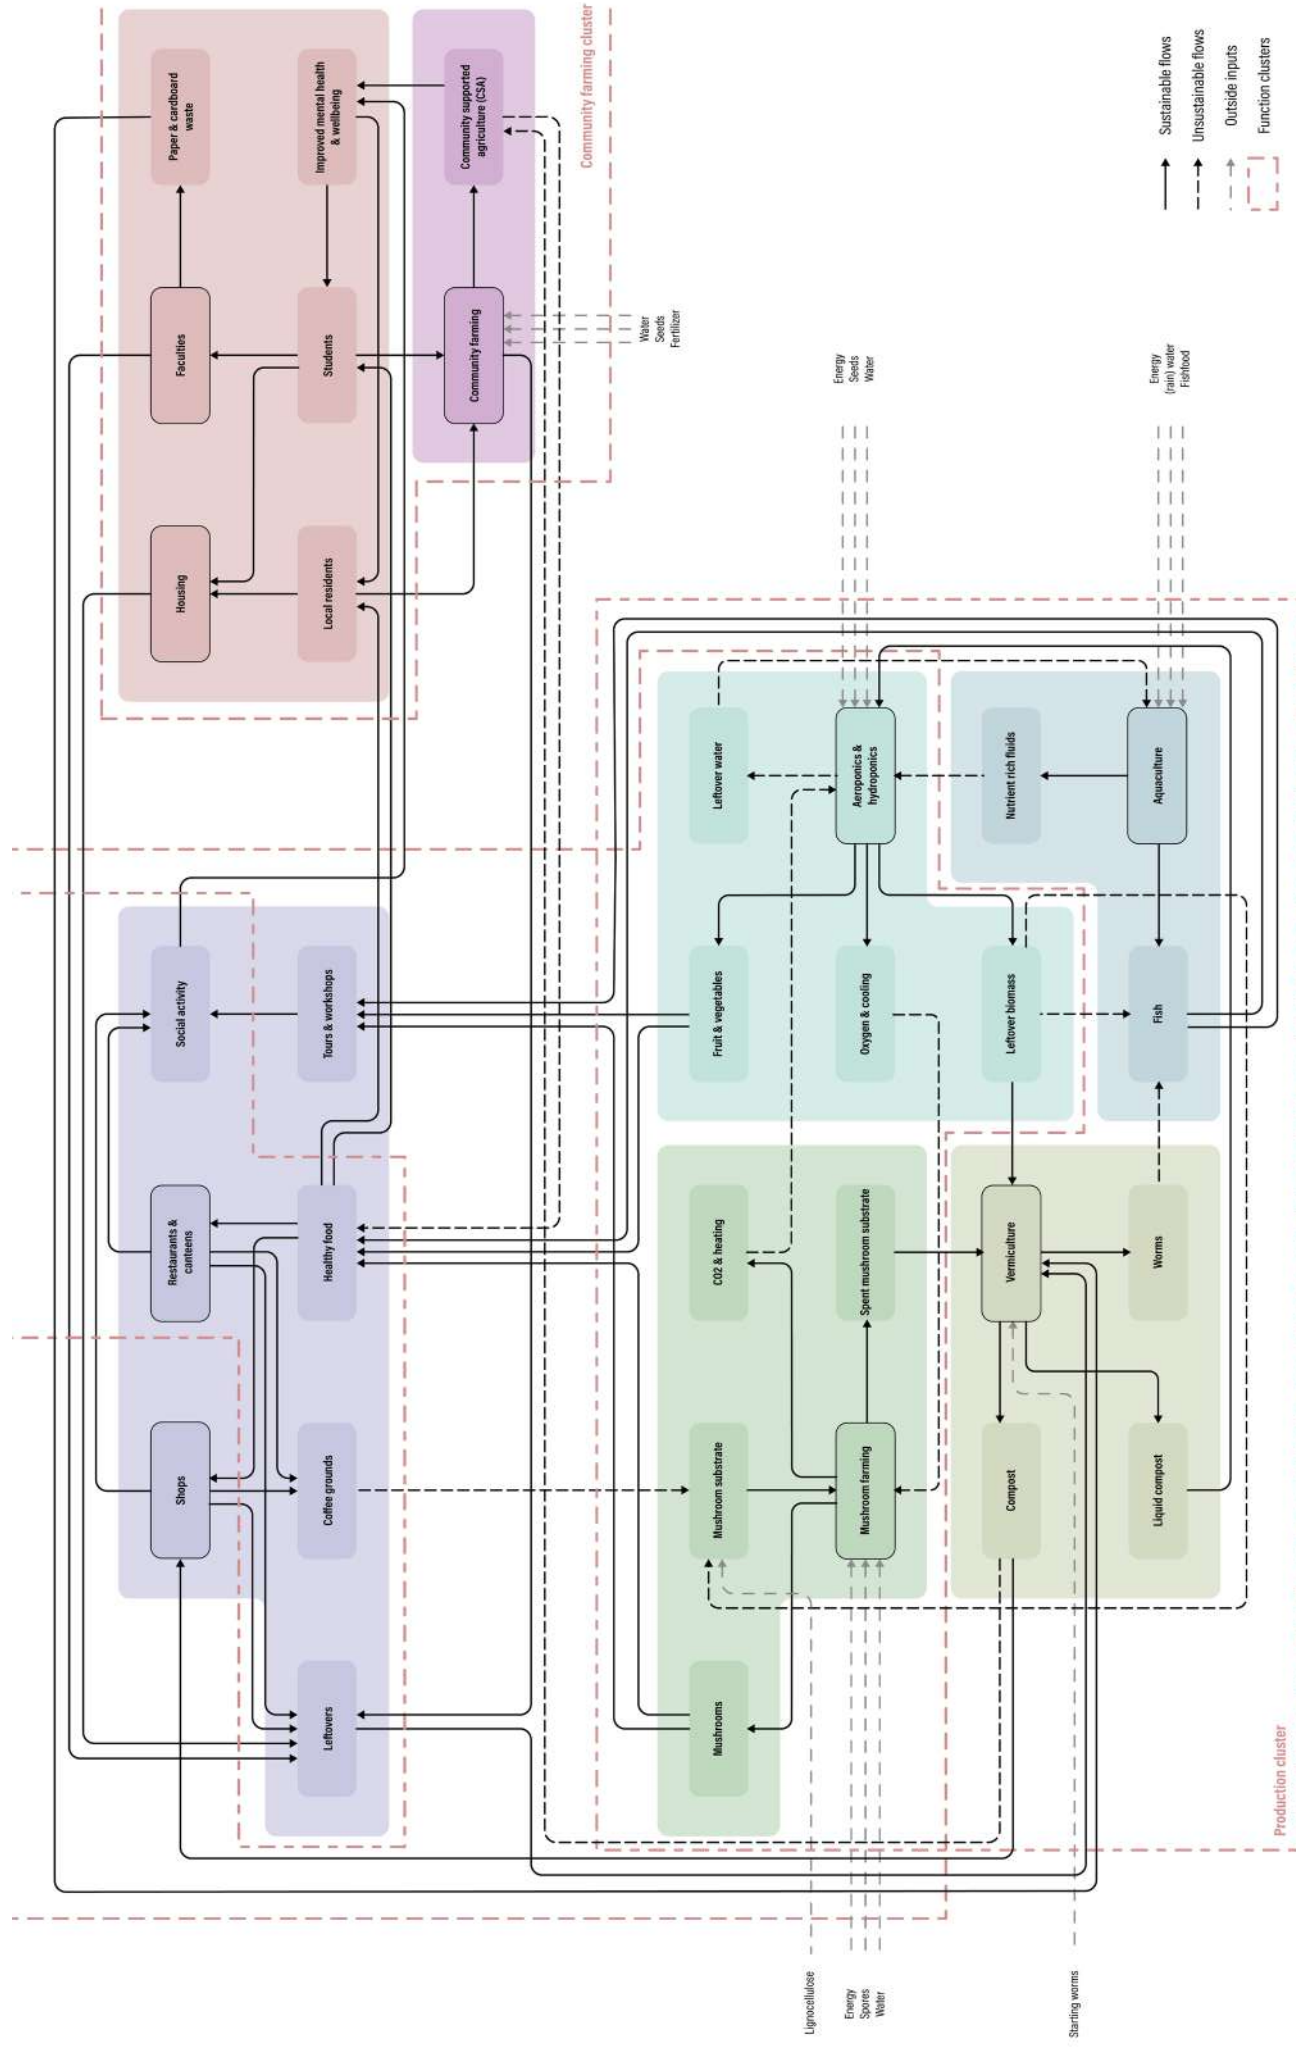 Shops
Restaurants &
canteens
Social activity
Housing
Faculties
Paper & cardboard
waste
Leftovers
Coffee grounds
Healthy food
Tours & workshops
Local residents
Students
Improved mental health
& wellbeing
Community farming
Community supported
agriculture (CSA)
Community farming cluster
Water
Seeds
Fertilizer
Mushrooms
Mushroom substrate
CO2 & heating
Fruit & vegetables
Leftover water
Lignocellulose
Energy
Spores
Water
Mushroom farming
Spent mushroom substrate
Oxygen & cooling
Aeroponics &
hydroponics
Energy
Seeds
Water
Compost
Vermiculture
Leftover biomass
Nutrient rich fluids
Starting worms
Liquid compost
Worms
Fish
Aquaculture
Energy
(rain) water
Fishfood
Production cluster
Sustainable flows
Unsustainable flows
Outside inputs
Function clusters